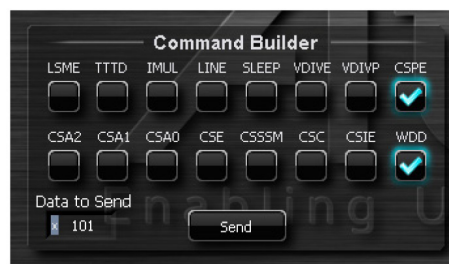 Command Builder
LSME TTTD IMUL LINE SLEEP VDIVE VDIVP CSPE
CSA2 CSA1 CSA0 CSE CSSSM CSC CSIE WDD
Data to Send
x 101
Send
Enabling U